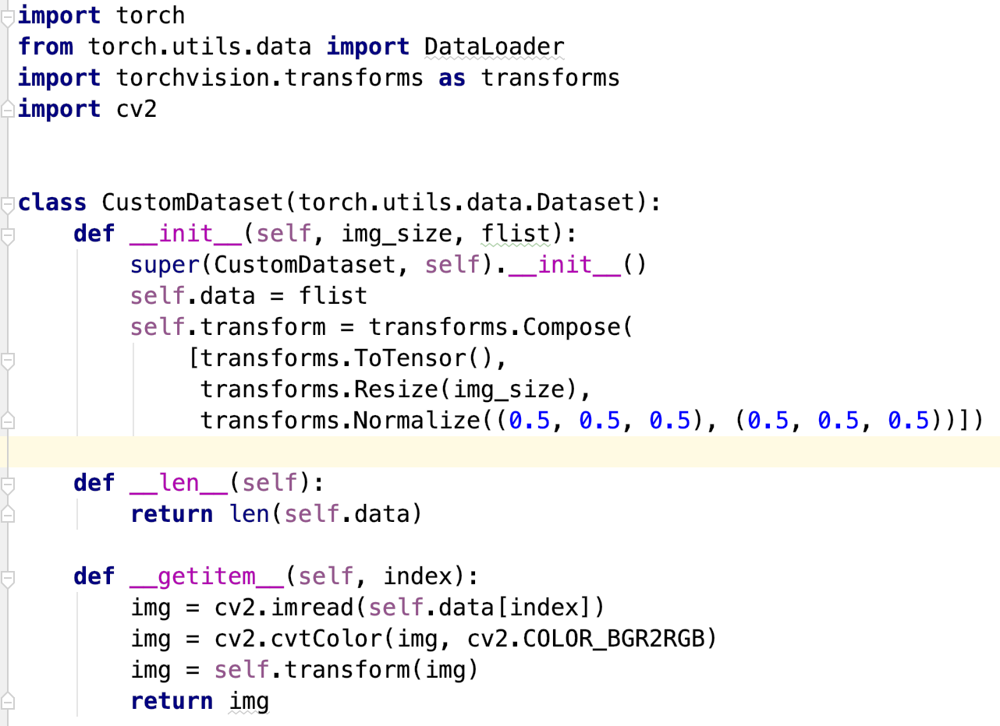 import torch
from torch.utils.data import DataLoader
import torchvision.transforms as transforms
import cv2
class CustomDataset(torch.utils.data.Dataset):
    def __init__(self, img_size, flist):
        super(CustomDataset, self).__init__()
        self.data = flist
        self.transform = transforms.Compose(
            [transforms.ToTensor(),
             transforms.Resize(img_size),
             transforms.Normalize((0.5, 0.5, 0.5), (0.5, 0.5, 0.5))])
    def __len__(self):
        return len(self.data)
    def __getitem__(self, index):
        img = cv2.imread(self.data[index])
        img = cv2.cvtColor(img, cv2.COLOR_BGR2RGB)
        img = self.transform(img)
        return img